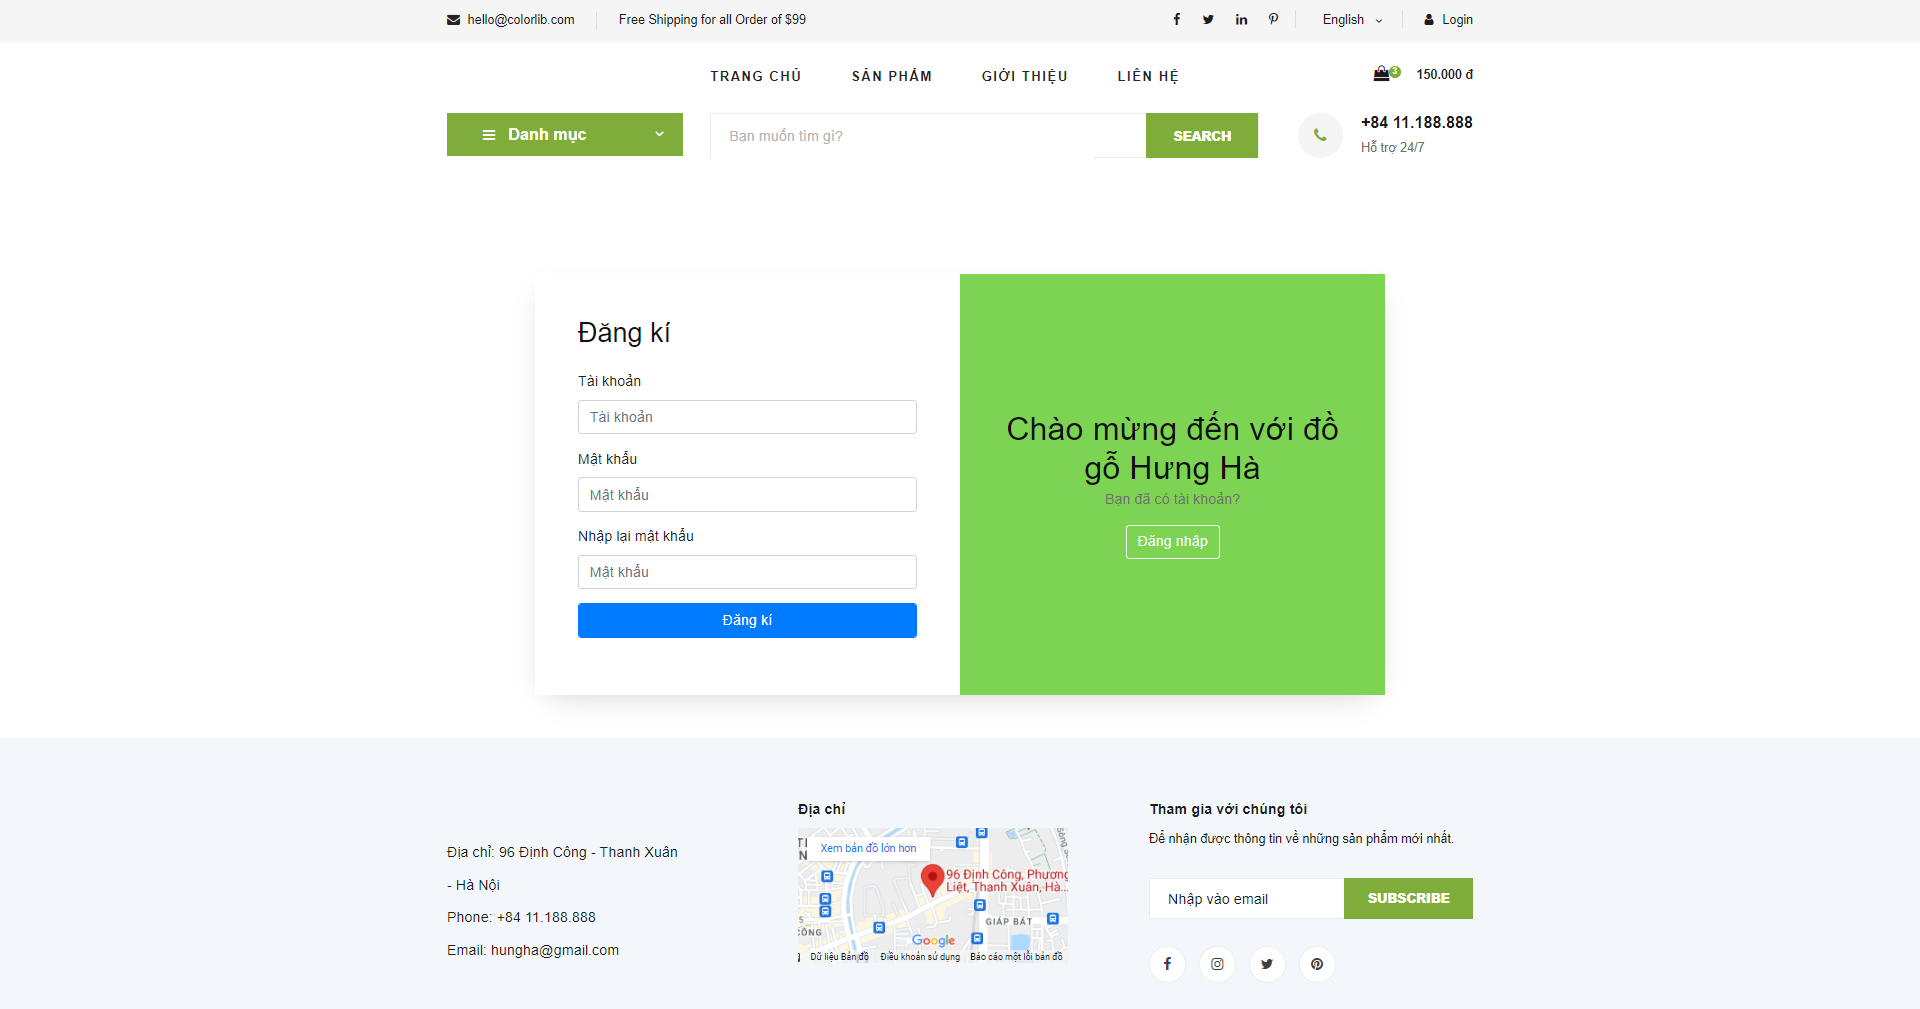 hello@colorlib.com
Free Shipping for all Order of $99
English
Login
TRANG CHỦ
SẢN PHẨM
GIỚI THIỆU
LIÊN HỆ
3
150.000 đ
Danh mục
Bạn muốn tìm gì?
SEARCH
+84 11.188.888
Hỗ trợ 24/7
Đăng kí
Tài khoản
Tài khoản
Mật khẩu
Mật khẩu
Nhập lại mật khẩu
Mật khẩu
Đăng kí
Chào mừng đến với đồ
gỗ Hưng Hà
Bạn đã có tài khoản?
Đăng nhập
Địa chỉ: 96 Định Công - Thanh Xuân
- Hà Nội
Phone: +84 11.188.888
Email: hungha@gmail.com
Địa chỉ
Xem bản đồ lớn hơn
96 Định Công, Phương
Liệt, Thanh Xuân, Hà...
GIÁP BÁT
CÔNG
Google
Dữ liệu Bản đồ
Điều khoản sử dụng
Báo cáo một lỗi bản đồ
Tham gia với chúng tôi
Để nhận được thông tin về những sản phẩm mới nhất.
Nhập vào email
SUBSCRIBE